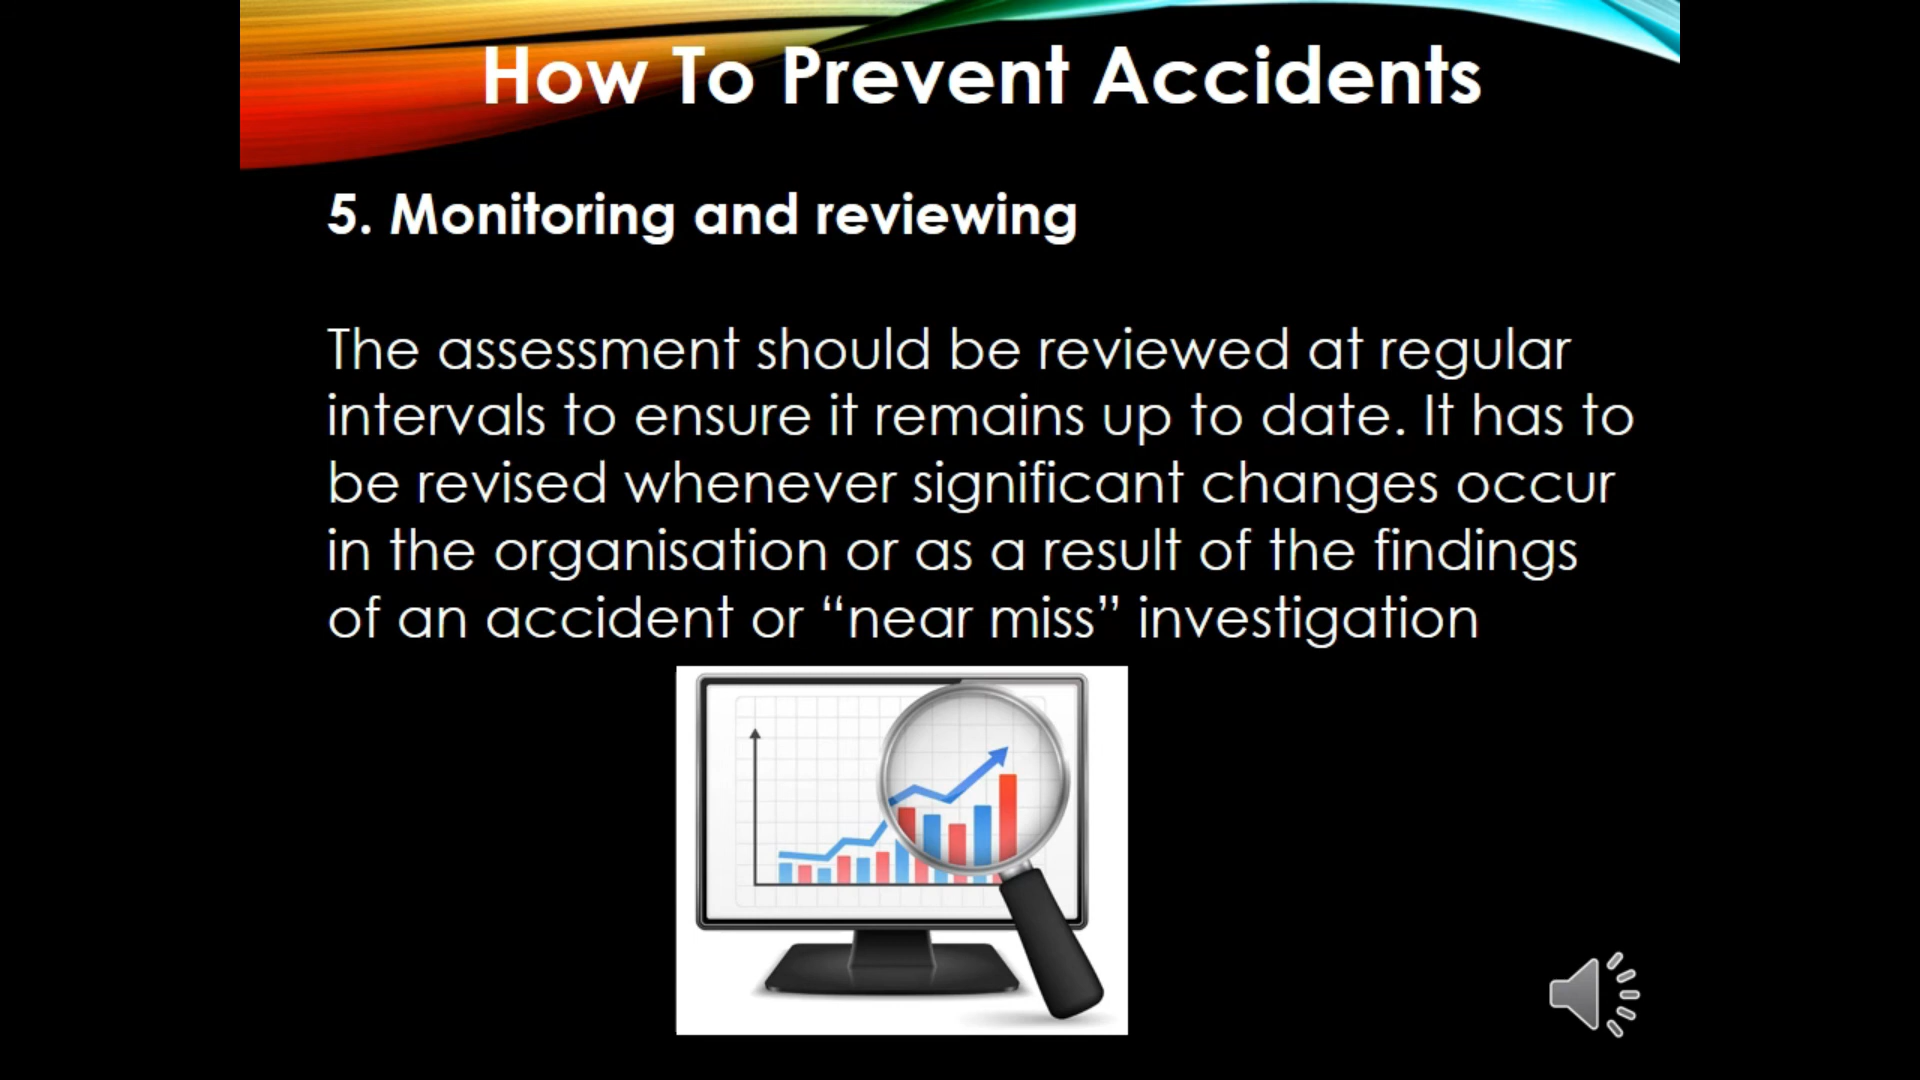 How To Prevent Accidents
5. Monitoring and reviewing
The assessment should be reviewed at regular
intervals to ensure it remains up to date. It has to
be revised whenever significant changes occur
in the organisation or as a result of the findings
of an accident or “near miss” investigation